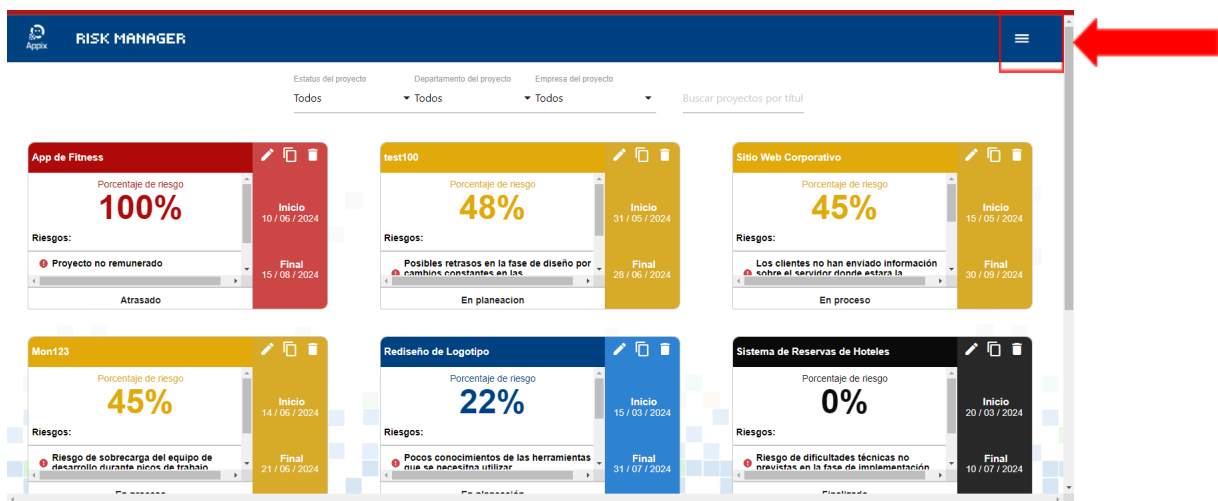 Appix
RISK MANAGER
Estatus del proyecto
Departamento del proyecto
Empresa del proyecto
Todos
Todos
Todos
Buscar proyectos por títul
App de Fitness
Porcentaje de riesgo
100%
Riesgos:
Proyecto no remunerado
Atrasado
Inicio
10 / 06 / 2024
Final
15 / 08 / 2024
test100
Porcentaje de riesgo
48%
Riesgos:
Posibles retrasos en la fase de diseño por
cambios constantes en las
En planeacion
Inicio
31 / 05 / 2024
Final
28 / 06 / 2024
Sitio Web Corporativo
Porcentaje de riesgo
45%
Riesgos:
Los clientes no han enviado información
sobre el servidor donde estara la
En proceso
Inicio
15 / 05 / 2024
Final
30 / 09 / 2024
Mon123
Porcentaje de riesgo
45%
Riesgos:
Riesgo de sobrecarga del equipo de
desarrollo durante picos de trabajo
En proceso
Inicio
14 / 06 / 2024
Final
21 / 06 / 2024
Rediseño de Logotipo
Porcentaje de riesgo
22%
Riesgos:
Pocos conocimientos de las herramientas
que se necesitna utilizar
En planeación
Inicio
15 / 03 / 2024
Final
31 / 07 / 2024
Sistema de Reservas de Hoteles
Porcentaje de riesgo
0%
Riesgos:
Riesgo de dificultades técnicas no
previstas en la fase de implementación
Finalizado
Inicio
20 / 03 / 2024
Final
10 / 07 / 2024